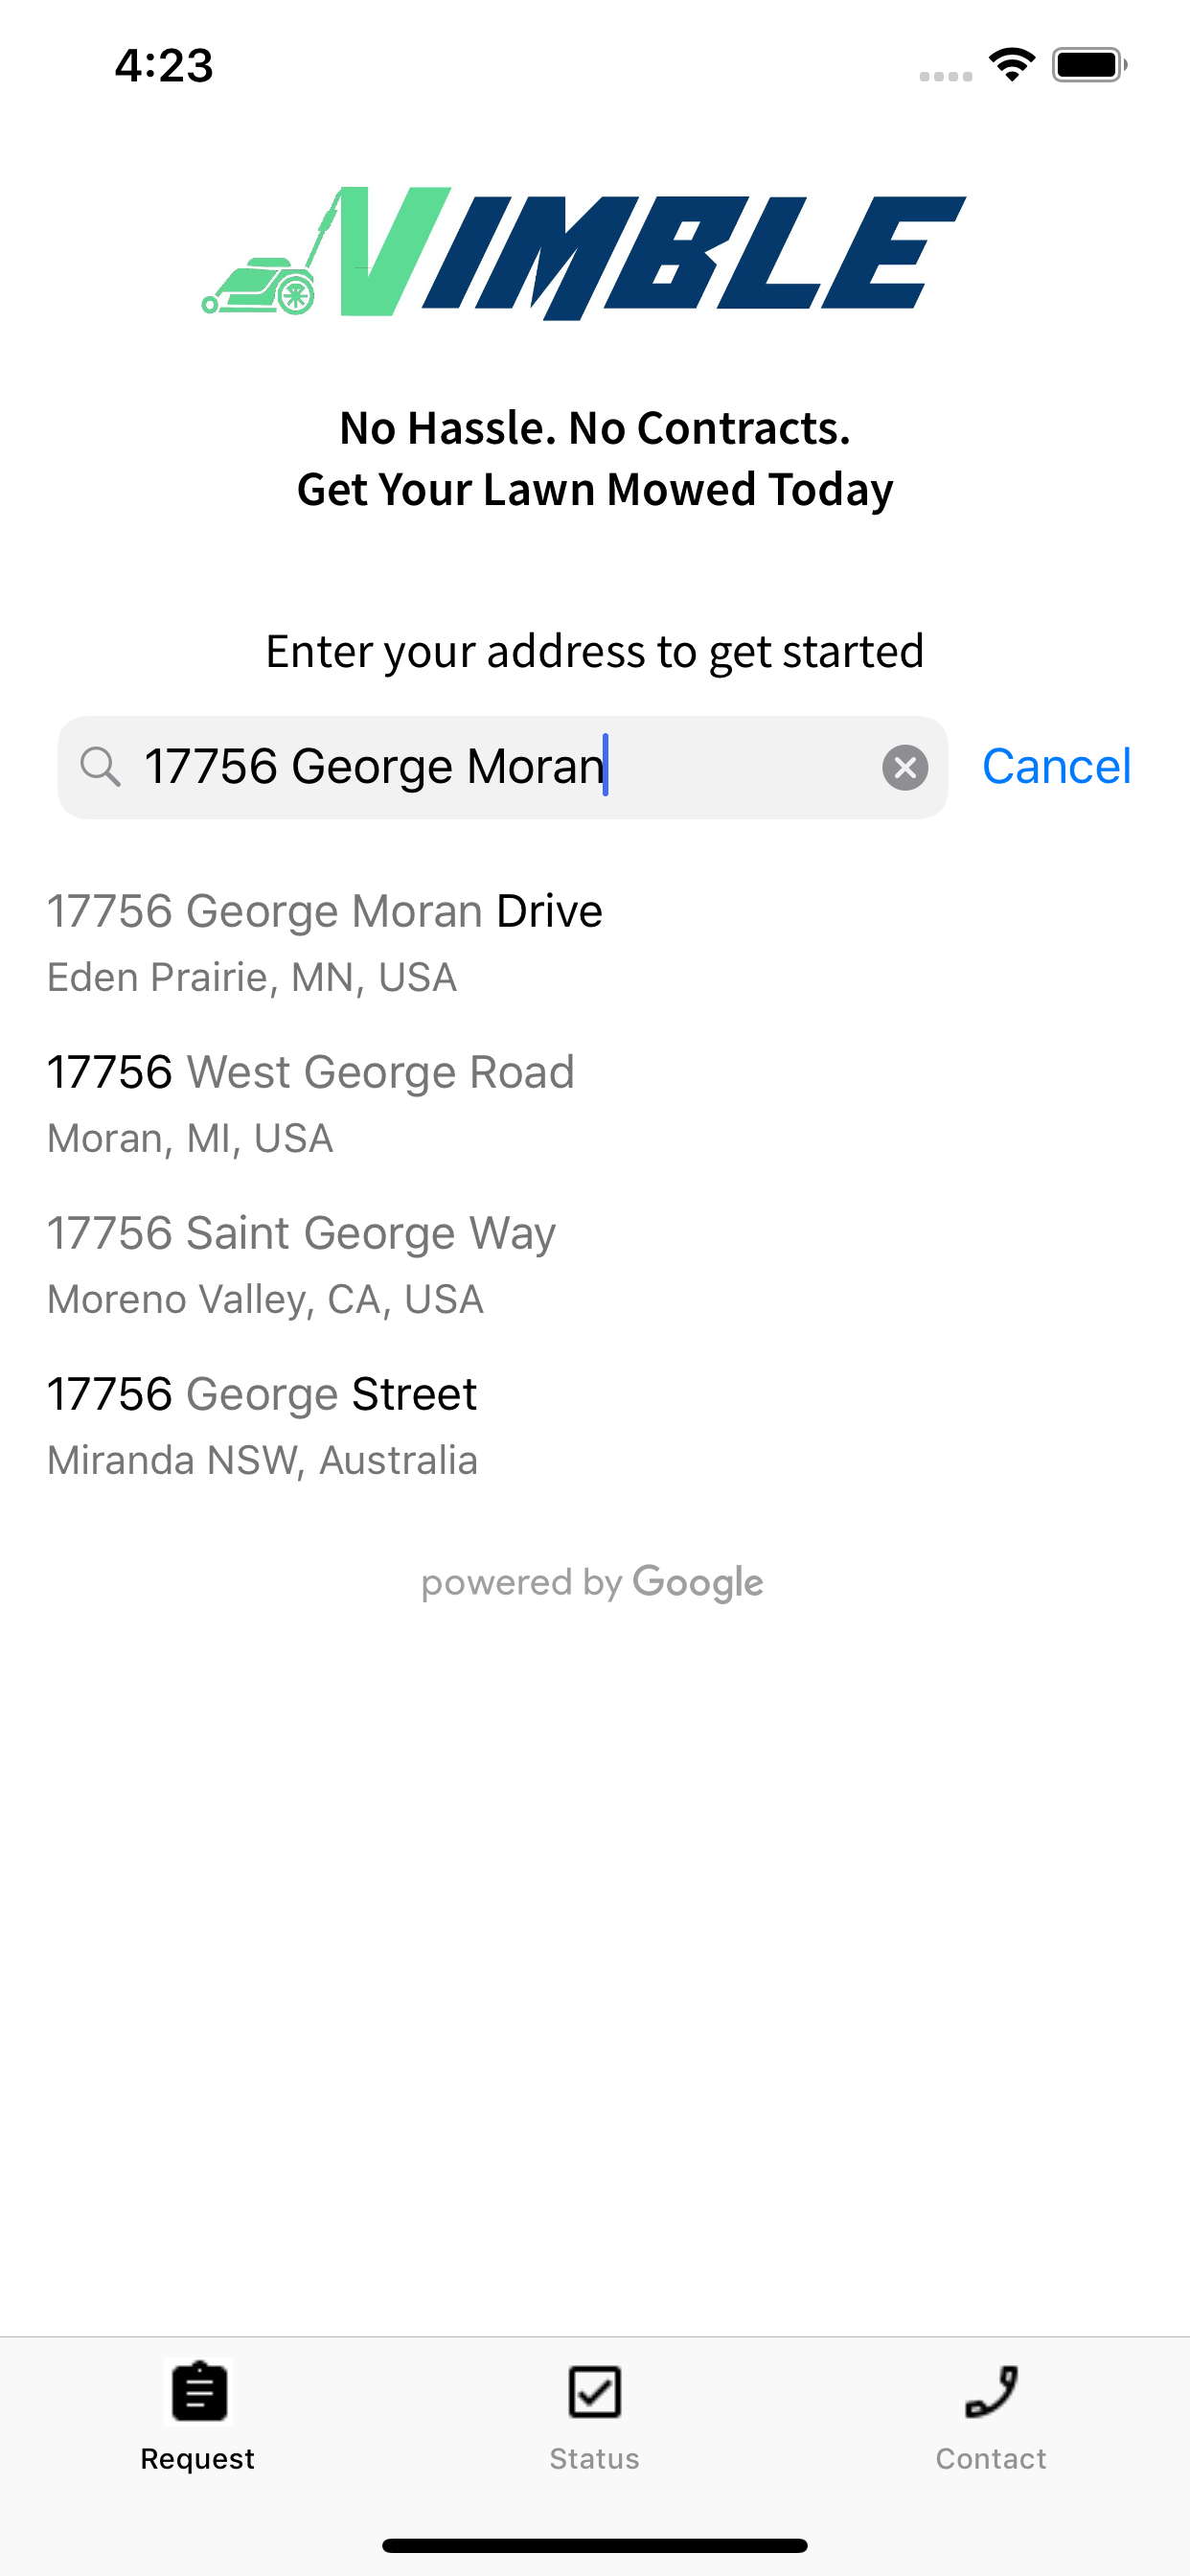 4:23
NIMBLE
No Hassle. No Contracts.
Get Your Lawn Mowed Today
Enter your address to get started
17756 George Moran
Cancel
17756 George Moran Drive
Eden Prairie, MN, USA
17756 West George Road
Moran, MI, USA
17756 Saint George Way
Moreno Valley, CA, USA
17756 George Street
Miranda NSW, Australia
powered by Google
Request
Status
Contact